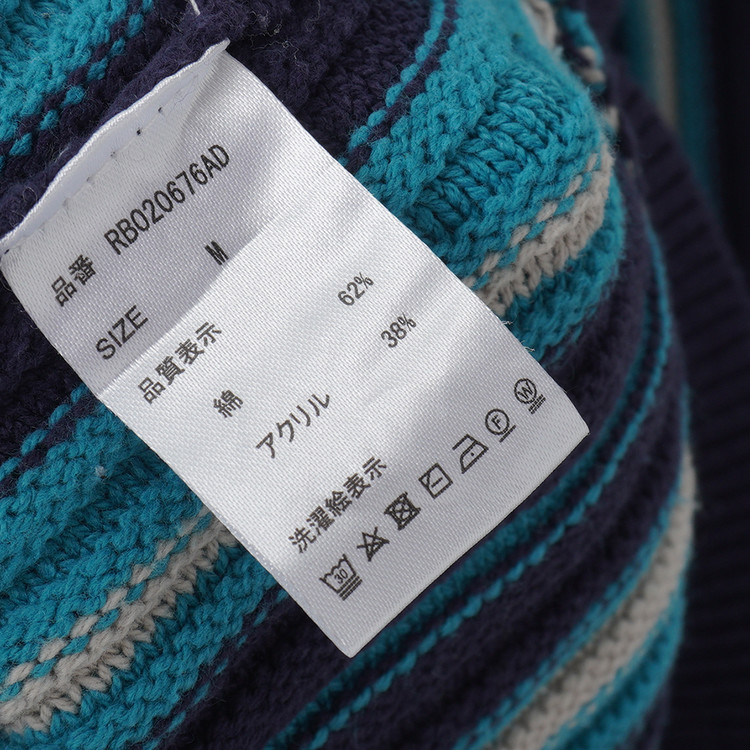 品番 RB020676AD
SIZE M
品質表示
綿 62%
アクリル 38%
洗濯絵表示
30 F W